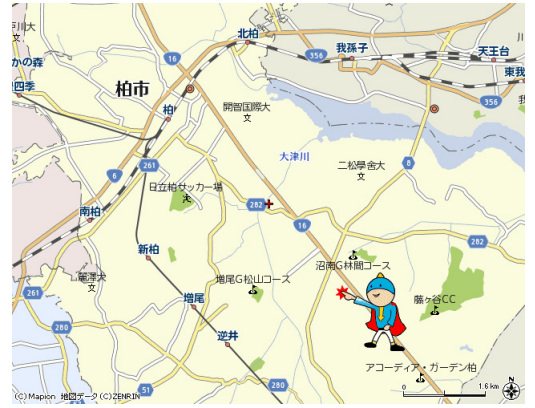 戸川大
文
北柏
16
356
我孫子
天王台
かの森
四季
柏市
356
東我
柏
開智国際大
文
大津川
二松學舎大
文
8
261
6
日立柏サッカー場
282
16
南柏
282
新柏
沼南G林間コース
麗澤大
文
増尾G松山コース
261
増尾
藤ヶ谷CC
280
逆井
アコーディア・ガーデン柏
51
280
0
1.6km
(C)Mapion 地図データ(C)ZENRIN